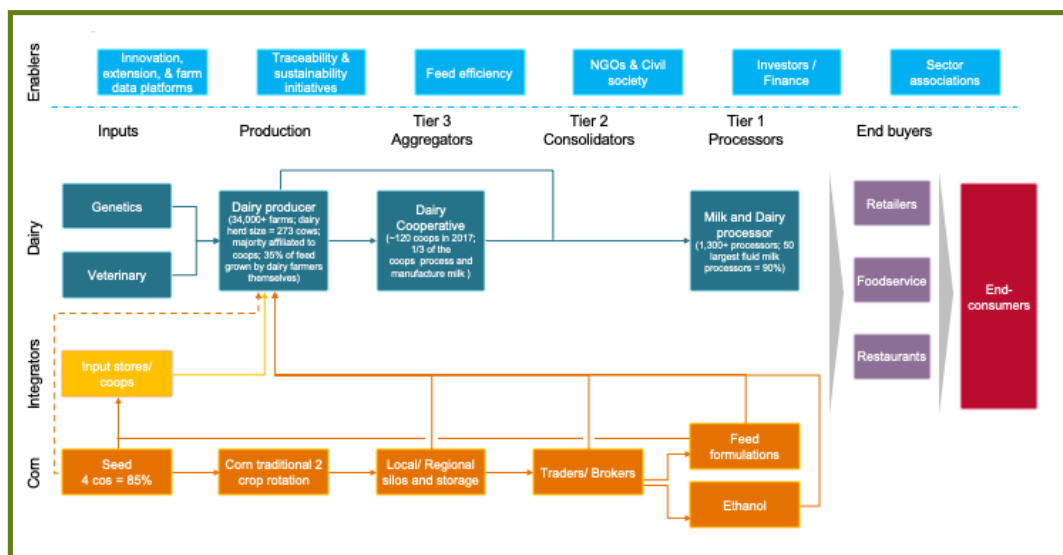 Enablers
Innovation,
extension, & farm
data platforms
Traceability &
sustainability
initiatives
Feed efficiency
NGOs & Civil
society
Investors /
Finance
Sector
associations
Inputs
Production
Tier 3
Aggregators
Tier 2
Consolidators
Tier 1
Processors
End buyers
Dairy
Genetics
Veterinary
Dairy producer
(34,000+ farms; dairy
herd size = 273 cows;
majority affiliated to
coops; 35% of feed
grown by dairy farmers
themselves)
Dairy
Cooperative
(~120 coops in 2017;
1/3 of the
coops process and
manufacture milk )
Milk and Dairy
processor
(1,300+ processors; 50
largest fluid milk
processors = 90%)
Retailers
Foodservice
Restaurants
End-
consumers
Integrators
Input stores/
coops
Corn
Seed
4 cos = 85%
Corn traditional 2
crop rotation
Local/ Regional
silos and storage
Traders/ Brokers
Feed
formulations
Ethanol